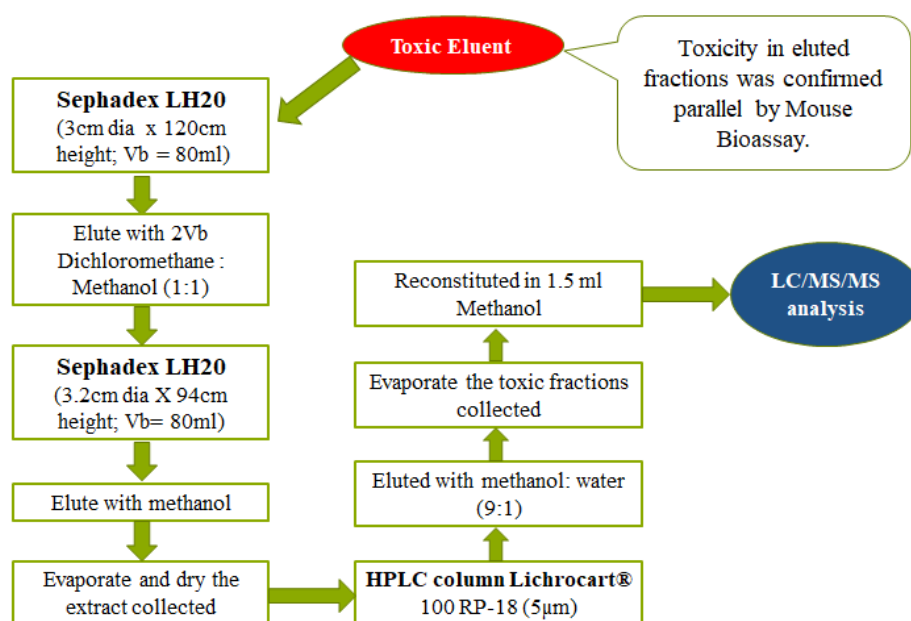 Toxic Eluent
Toxicity in eluted
fractions was confirmed
parallel by Mouse
Bioassay.
Sephadex LH20
(3cm dia x 120cm
height; Vb = 80ml)
Elute with 2Vb
Dichloromethane :
Methanol (1:1)
Sephadex LH20
(3.2cm dia X 94cm
height; Vb= 80ml)
Elute with methanol
Evaporate and dry the
extract collected
HPLC column Lichrocart®
100 RP-18 (5µm)
Eluted with methanol: water
(9:1)
Evaporate the toxic fractions
collected
Reconstituted in 1.5 ml
Methanol
LC/MS/MS
analysis